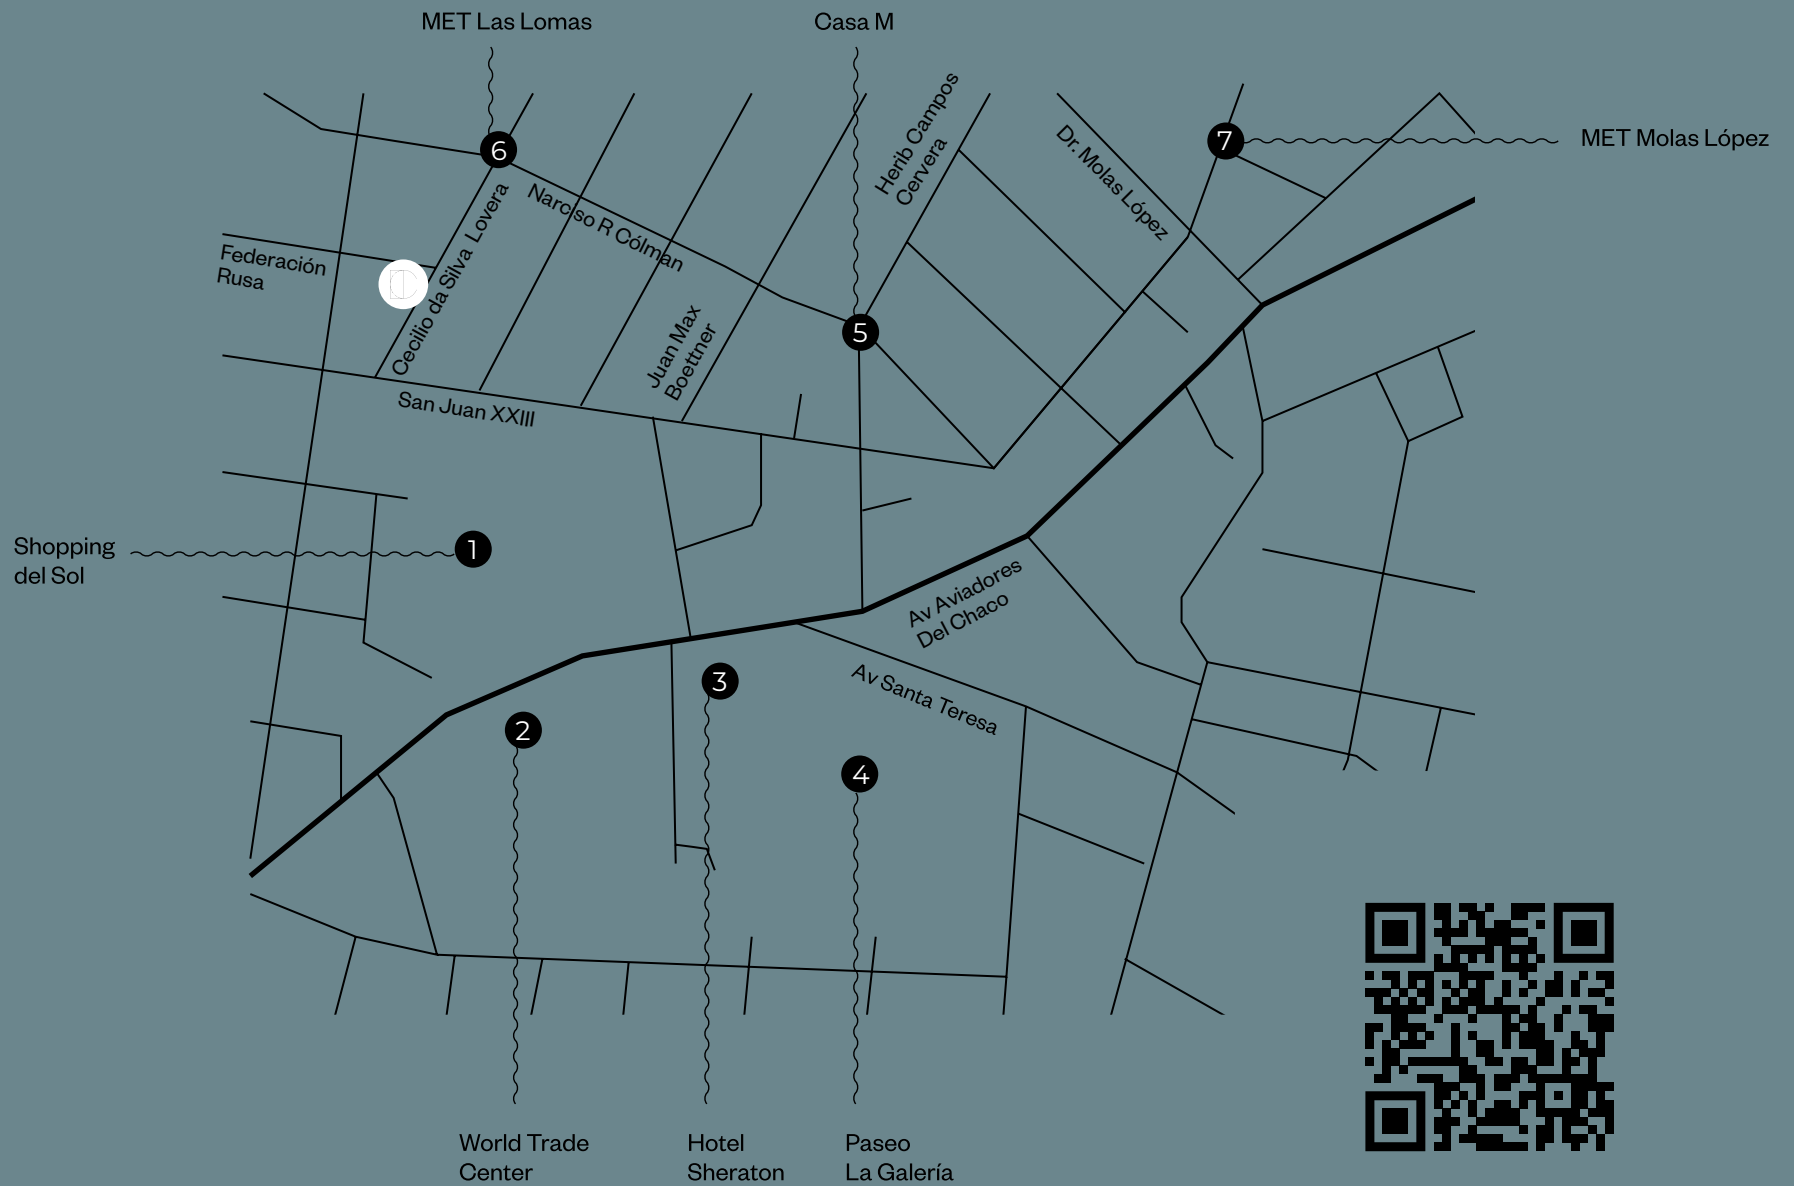 MET Las Lomas
Casa M
6
7
MET Molas López
Herib Campos
Cervera
Dr. Molas López
Narciso R Cólman
Cecilio da Silva Lovera
Federación
Rusa
Juan Max
Boettner
5
San Juan XXIII
Shopping
del Sol
1
Av Aviadores
Del Chaco
Av Santa Teresa
3
2
4
World Trade
Center
Hotel
Sheraton
Paseo
La Galería